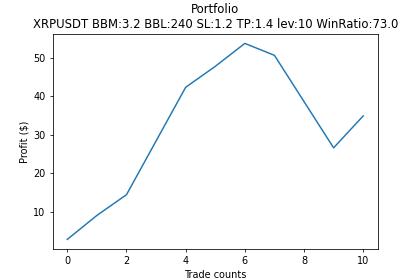 Portfolio
XRPUSDT BBM:3.2 BBL:240 SL:1.2 TP:1.4 lev:10 WinRatio:73.0
Profit ($)
50
40
30
20
10
0 2 4 6 8 10
Trade counts